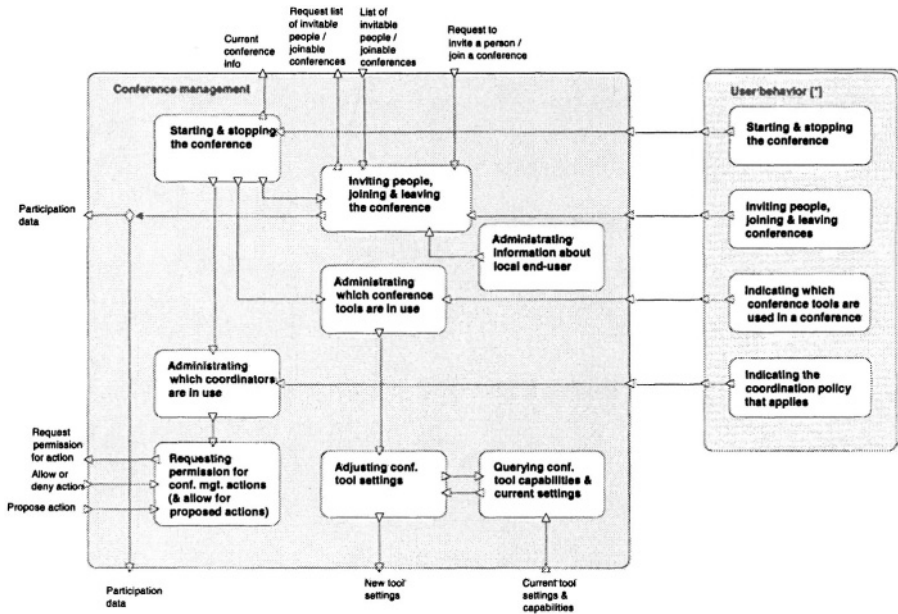 Request list
of invitable
people /
joinable
conferences
List of
invitable
people /
joinable
conferences
Request to
invite a person /
join a conference
Current
conference
info
Conference management
User behavior [*]
Starting & stopping
the conference
Starting & stopping
the conference
Inviting people,
joining & leaving
the conference
Inviting people,
joining & leaving
conferences
Participation
data
Administrating
information about
local end-user
Administrating
which conference
tools are in use
Indicating which
conference tools are
used in a conference
Administrating
which coordinators
are in use
Indicating the
coordination policy
that applies
Request
permission
for action
Allow or
deny action
Propose action
Requesting
permission for
conf. mgt. actions
(& allow for
proposed actions)
Adjusting conf.
tool settings
Querying conf.
tool capabilities &
current settings
Participation
data
New tool
settings
Current tool
settings &
capabilities